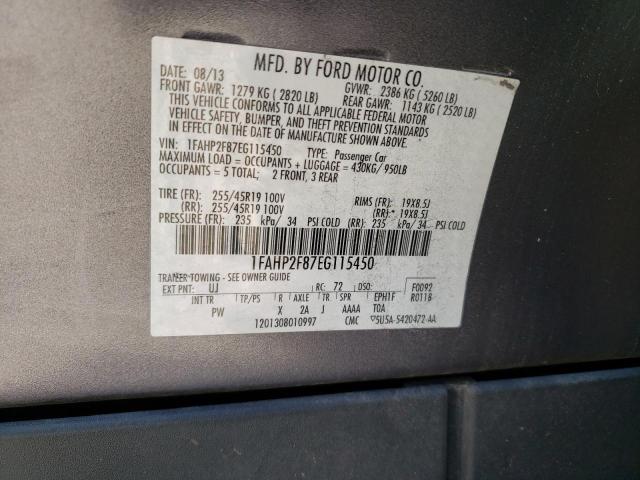 MFD. BY FORD MOTOR CO.
DATE: 08/13
GVWR: 2386 KG ( 5260 LB)
FRONT GAWR: 1279 KG ( 2820 LB)
REAR GAWR: 1143 KG ( 2520 LB)
THIS VEHICLE CONFORMS TO ALL APPLICABLE FEDERAL MOTOR
VEHICLE SAFETY, BUMPER, AND THEFT PREVENTION STANDARDS
IN EFFECT ON THE DATE OF MANUFACTURE SHOWN ABOVE.
VIN: 1FAHP2F87EG115450 TYPE: Passenger Car
MAXIMUM LOAD = OCCUPANTS + LUGGAGE = 430KG/ 950LB
OCCUPANTS = 5 TOTAL; 2 FRONT, 3 REAR
TIRE (FR): 255/45R19 100V RIMS (FR): 19X8.5J
(RR): 255/45R19 100V (RR): 19X8.5J
PRESSURE (FR): 235 kPa/ 34 PSI COLD (RR): 235 kPa/ 34 PSI COLD
1FAHP2F87EG115450
TRAILER TOWING - SEE OWNER GUIDE
EXT PNT: UJ RC: 72 F0092
INT TR TP/PS R AXLE TR SPR EPH1F R0118
PW X 2A J AAAA T0A
1201308010997 CMC 5U5A-5420472-AA